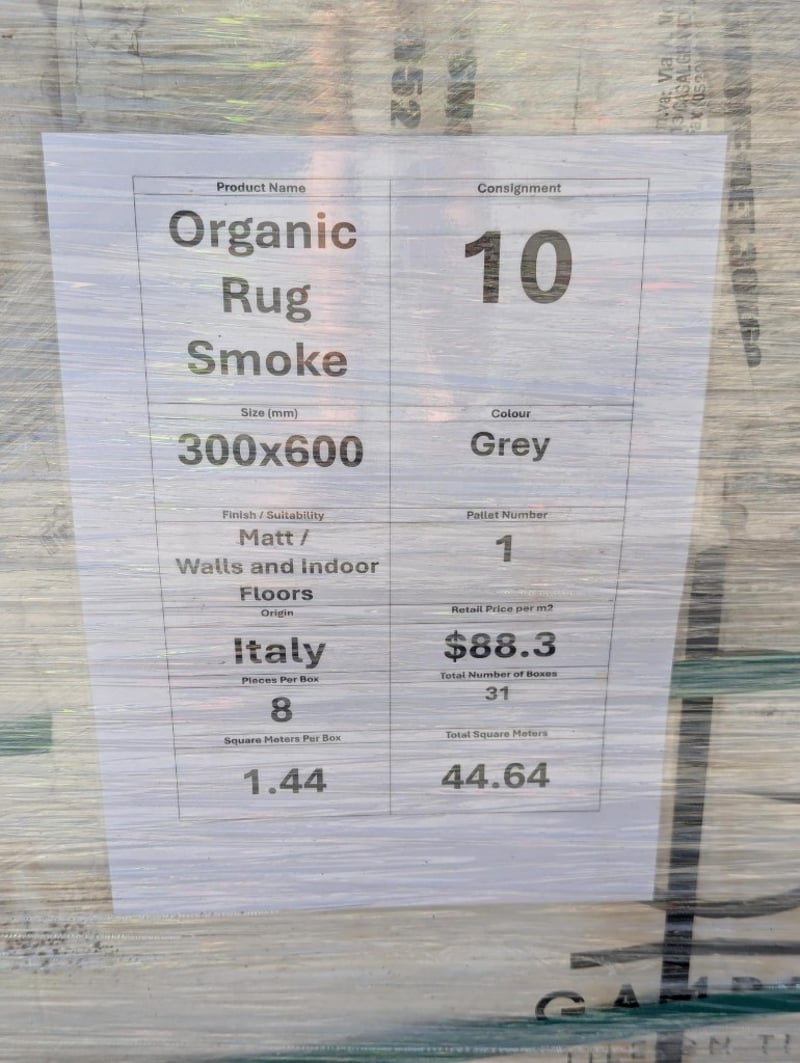 Product Name
Consignment
Organic
Rug
Smoke
10
Size (mm)
Colour
300x600
Grey
Finish / Suitability
Pallet Number
Matt /
Walls and Indoor
Floors
1
Origin
Retail Price per m2
Italy
$88.3
Pieces Per Box
Total Number of Boxes
8
31
Square Meters Per Box
Total Square Meters
1.44
44.64